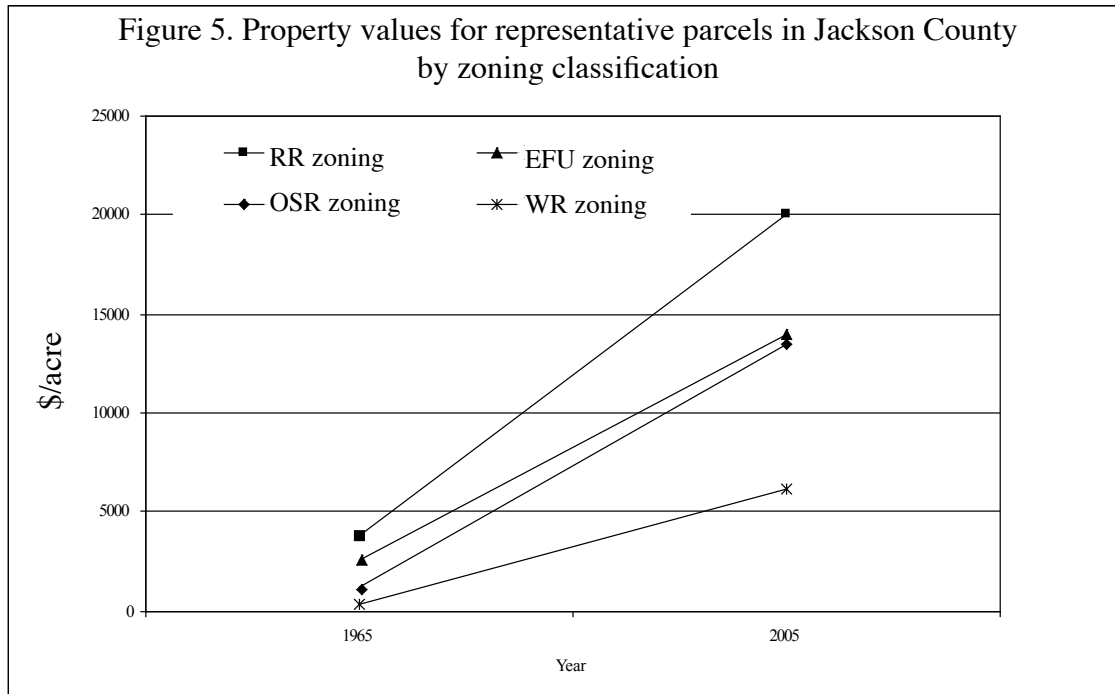 Figure 5. Property values for representative parcels in Jackson County
by zoning classification
25000
20000
15000
10000
5000
0
$/acre
RR zoning
EFU zoning
OSR zoning
WR zoning
1965
2005
Year